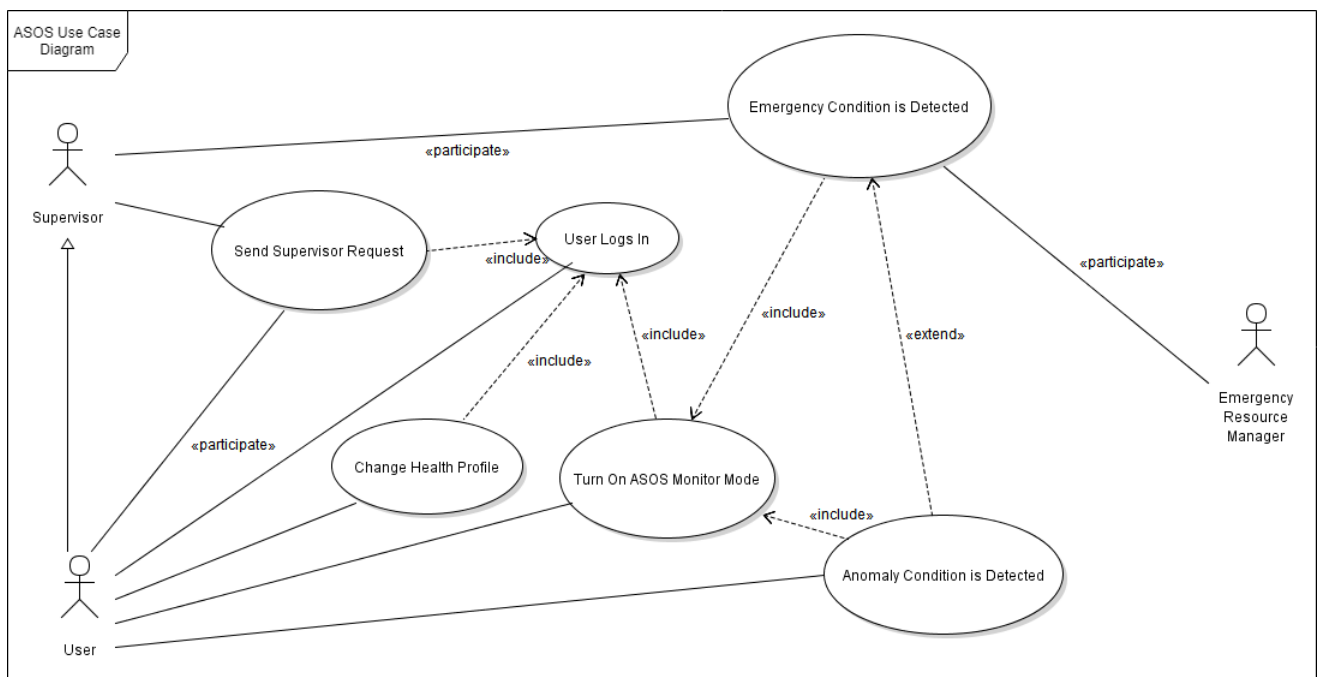 ASOS Use Case
Diagram
Emergency Condition is Detected
«participate»
Supervisor
Send Supervisor Request
User Logs In
«include»
«participate»
«include»
«include»
«extend»
«include»
Emergency
Resource
Manager
«participate»
Change Health Profile
Turn On ASOS Monitor Mode
«include»
Anomaly Condition is Detected
User